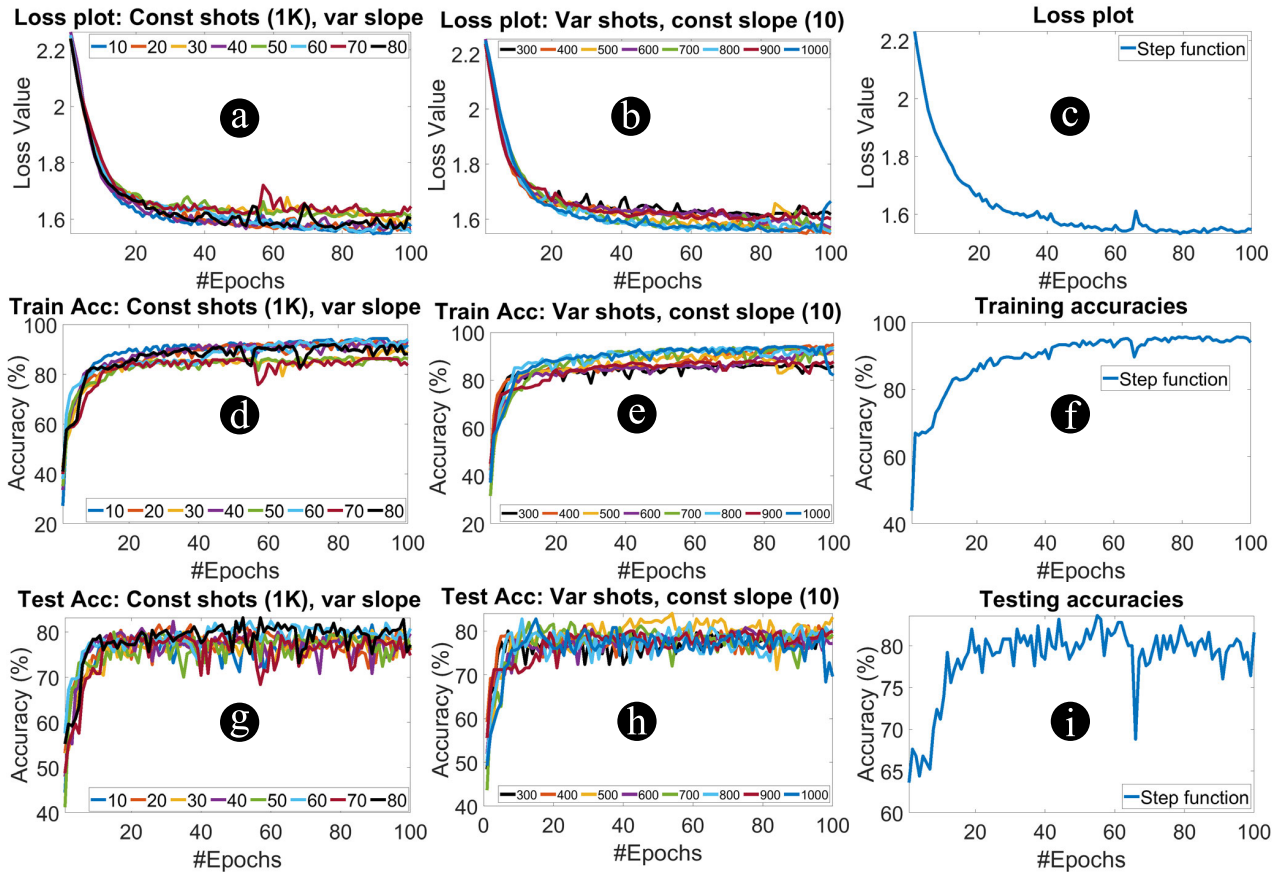 Loss plot: Const shots (1K), var slope
2.2
2
1.8
1.6
Loss Value
10 20 30 40 50 60 70 80
a
20 40 60 80 100
#Epochs
Loss plot: Var shots, const slope (10)
2.2
2
1.8
1.6
Loss Value
300 400 500 600 700 800 900 1000
b
20 40 60 80 100
#Epochs
Loss plot
2.2
2
1.8
1.6
Loss Value
Step function
c
20 40 60 80 100
#Epochs
Train Acc: Const shots (1K), var slope
100
80
60
40
20
Accuracy (%)
d
10 20 30 40 50 60 70 80
20 40 60 80 100
#Epochs
Train Acc: Var shots, const slope (10)
100
80
60
40
20
Accuracy (%)
e
300 400 500 600 700 800 900 1000
20 40 60 80 100
#Epochs
Training accuracies
100
80
60
40
Accuracy (%)
Step function
f
20 40 60 80 100
#Epochs
Test Acc: Const shots (1K), var slope
80
70
60
50
40
Accuracy (%)
g
10 20 30 40 50 60 70 80
20 40 60 80 100
#Epochs
Test Acc: Var shots, const slope (10)
80
70
60
50
40
Accuracy (%)
h
300 400 500 600 700 800 900 1000
0 20 40 60 80 100
#Epochs
Testing accuracies
80
75
70
65
60
Accuracy (%)
i
Step function
20 40 60 80 100
#Epochs